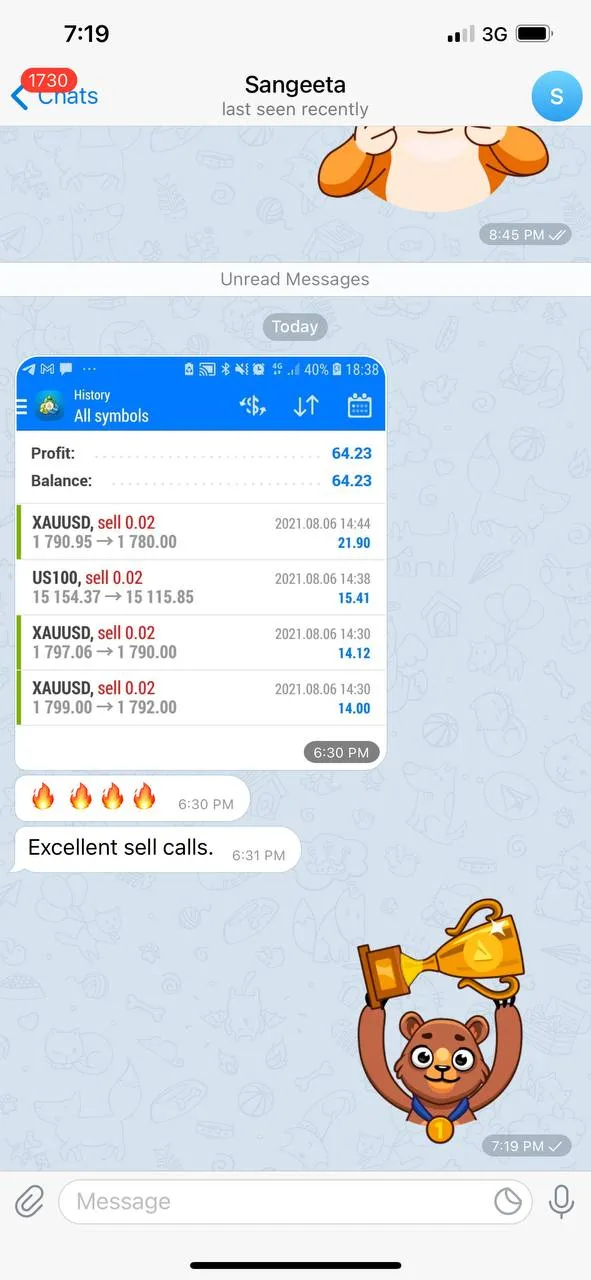 7:19
3G
1730
Chats
Sangeeta
last seen recently
S
8:45 PM
Unread Messages
Today
4G 40% 18:38
History
All symbols
Profit: 64.23
Balance: 64.23
XAUUSD, sell 0.02 2021.08.06 14:44
1 790.95 → 1 780.00 21.90
US100, sell 0.02 2021.08.06 14:38
15 154.37 → 15 115.85 15.41
XAUUSD, sell 0.02 2021.08.06 14:30
1 797.06 → 1 790.00 14.12
XAUUSD, sell 0.02 2021.08.06 14:30
1 799.00 → 1 792.00 14.00
6:30 PM
🔥 🔥 🔥 🔥 6:30 PM
Excellent sell calls. 6:31 PM
1
7:19 PM
Message